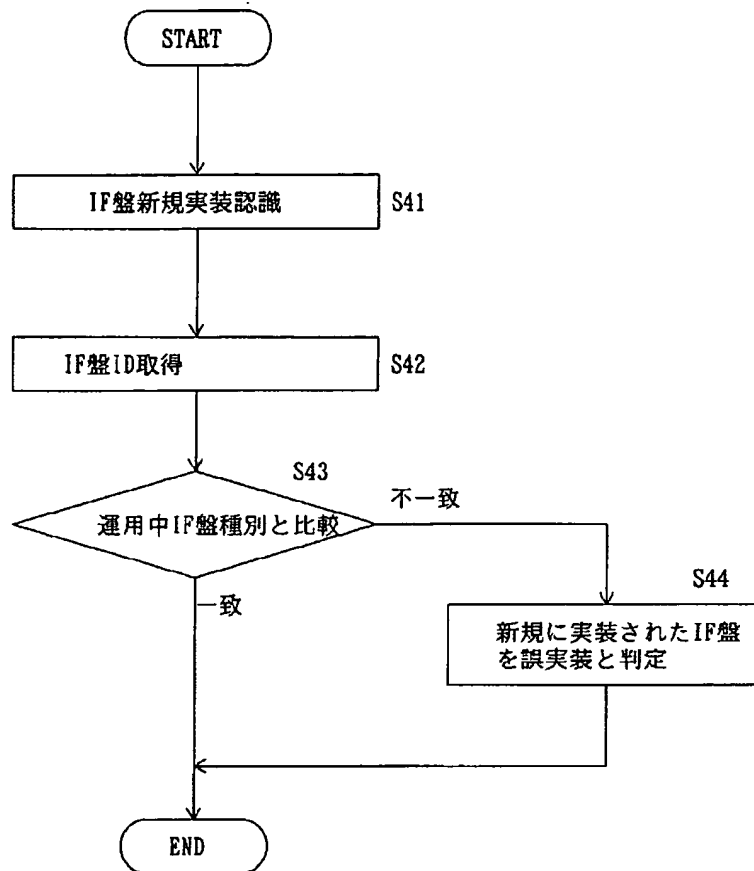 START
IF盤新規実装認識
S41
IF盤ID取得
S42
S43
運用中IF盤種別と比較
不一致
一致
S44
新規に実装されたIF盤
を誤実装と判定
END